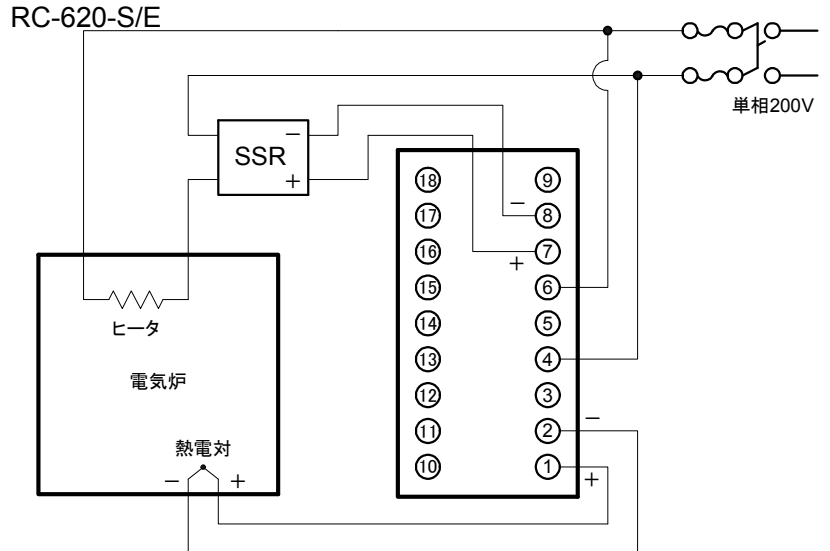 RC-620-S/E
単相200V
SSR
−
+
⑱ ⑨
⑰ − ⑧
⑯ + ⑦
⑮ ⑥
⑭ ⑤
⑬ ④
⑫ ③
⑪ ② −
⑩ ① +
ヒータ
電気炉
熱電対
− +